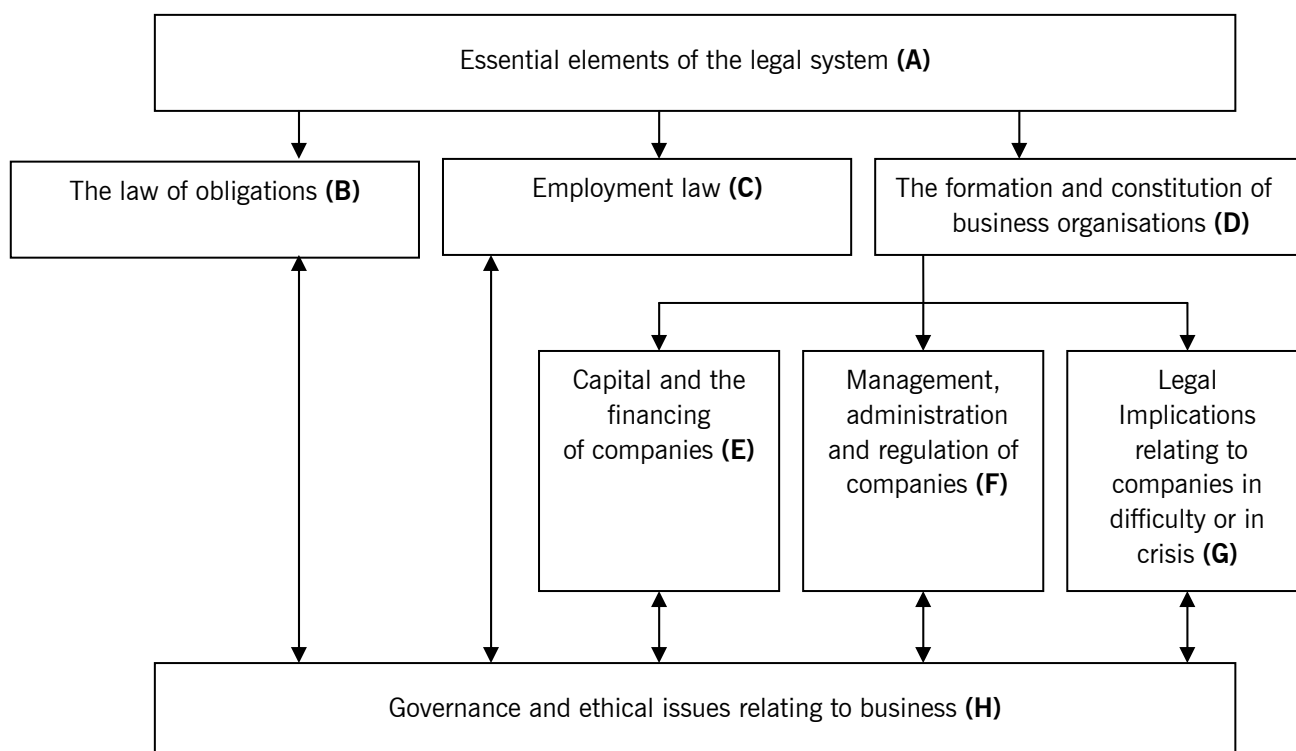 Essential elements of the legal system (A)
The law of obligations (B)
Employment law (C)
The formation and constitution of
business organisations (D)
Capital and the
financing
of companies (E)
Management,
administration
and regulation of
companies (F)
Legal
Implications
relating to
companies in
difficulty or in
crisis (G)
Governance and ethical issues relating to business (H)